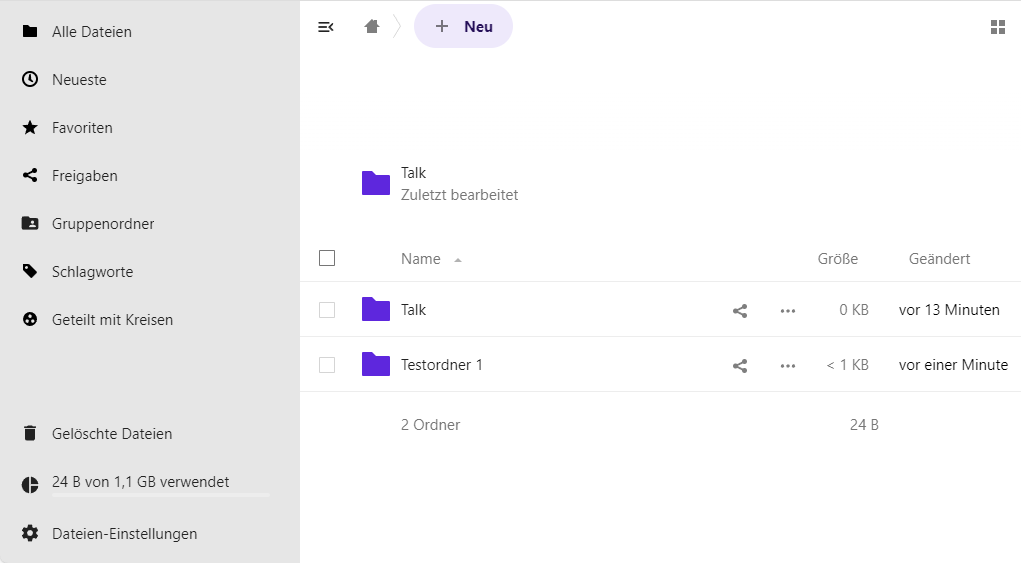 Alle Dateien
Neueste
Favoriten
Freigaben
Gruppenordner
Schlagworte
Geteilt mit Kreisen
Gelöschte Dateien
24 B von 1,1 GB verwendet
Dateien-Einstellungen
+ Neu
Talk
Zuletzt bearbeitet
Name Größe Geändert
Talk 0 KB vor 13 Minuten
Testordner 1 < 1 KB vor einer Minute
2 Ordner 24 B